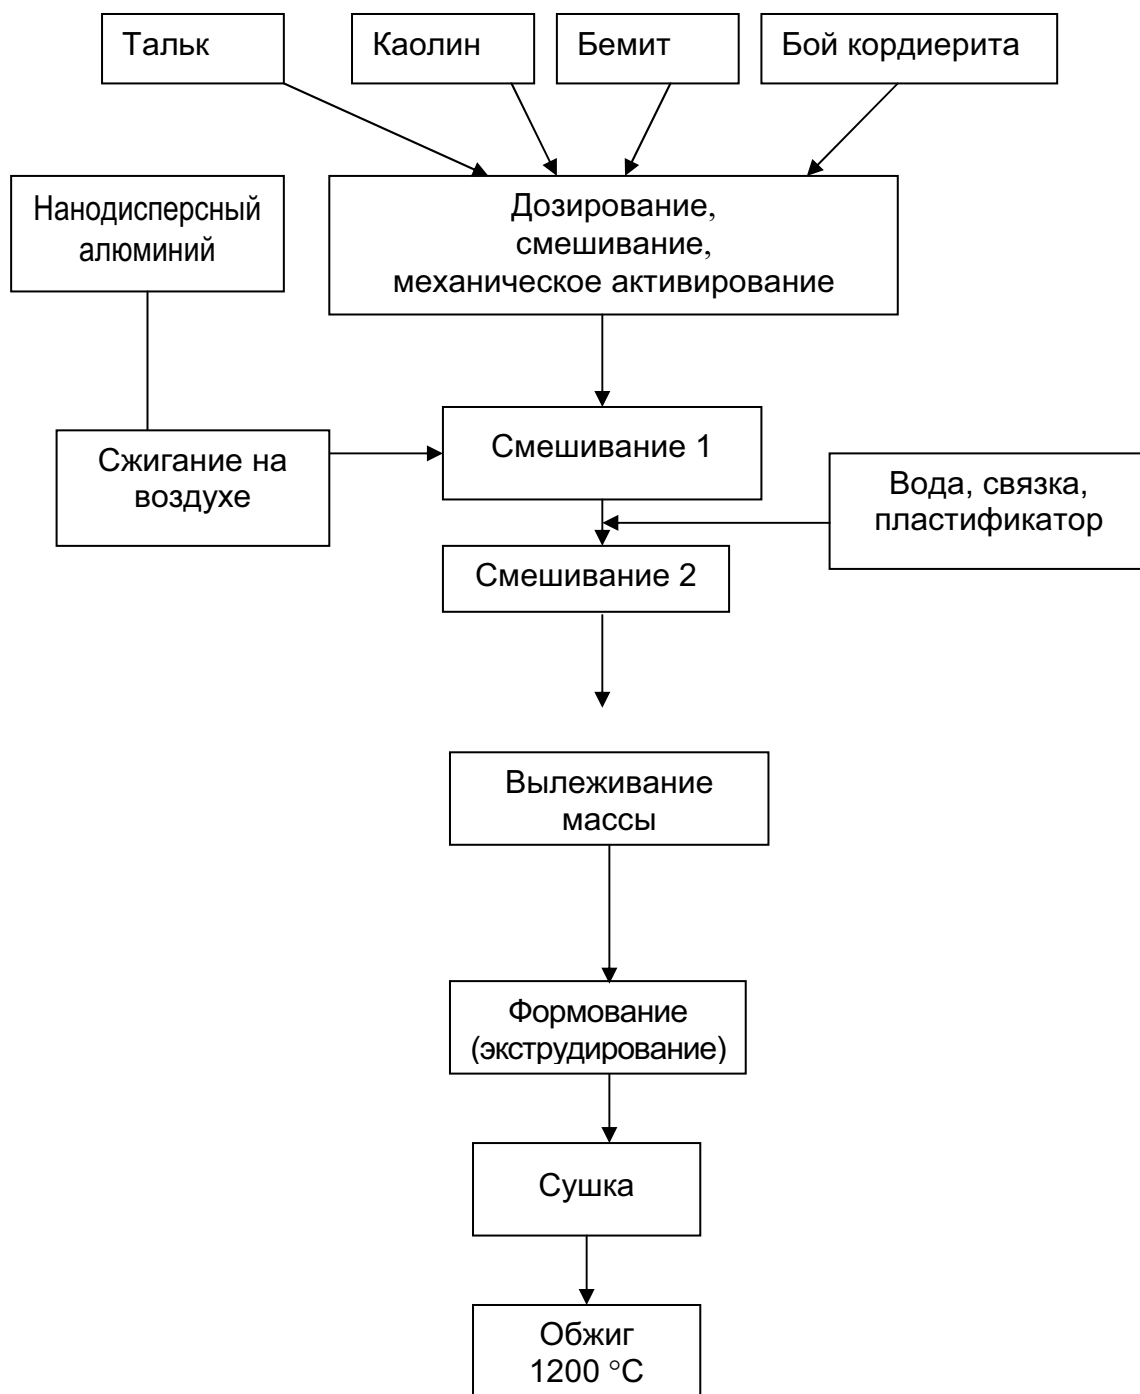 Тальк
Каолин
Бемит
Бой кордиерита
Нанодисперсный
алюминий
Дозирование,
смешивание,
механическое активирование
Сжигание на
воздухе
Смешивание 1
Вода, связка,
пластификатор
Смешивание 2
Вылеживание
массы
Формование
(экструдирование)
Сушка
Обжиг
1200 °C